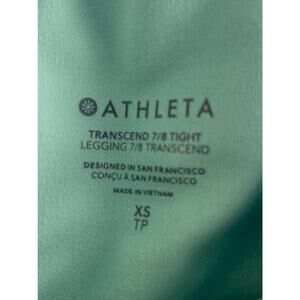 ATHLETA
TRANSCEND 7/8 TIGHT
LEGGING 7/8 TRANSCEND
DESIGNED IN SAN FRANCISCO
CONÇU À SAN FRANCISCO
MADE IN VIETNAM
XS
TP